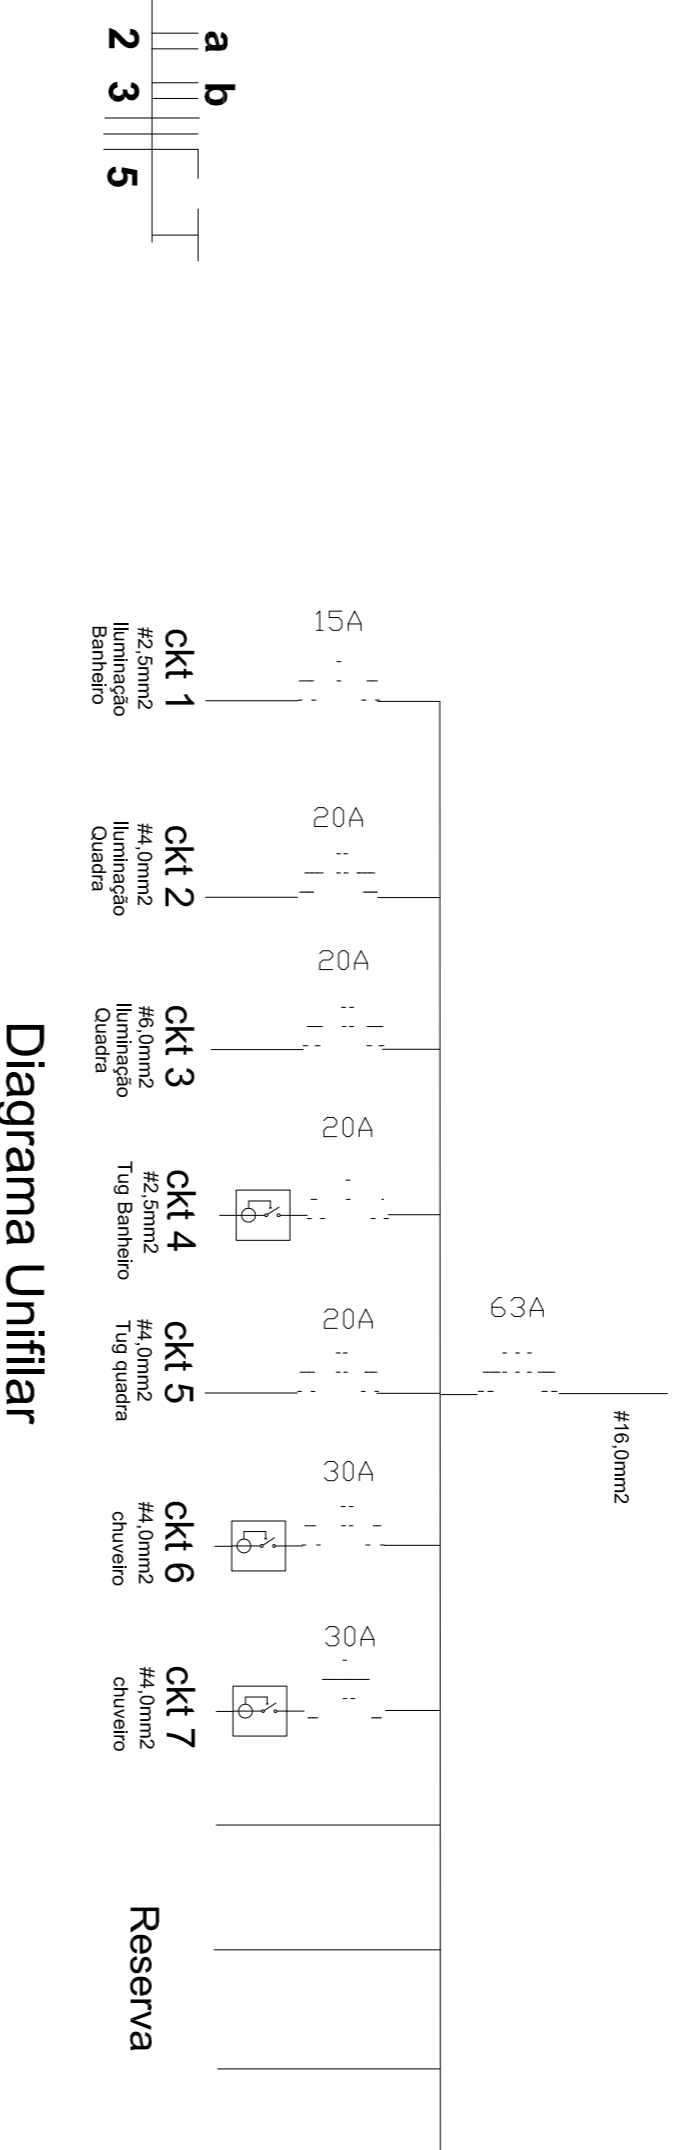 2
a
3
b
5
15A
ckt 1
#2,5mm2
Iluminação
Banheiro
20A
ckt 2
#4,0mm2
Iluminação
Quadra
20A
ckt 3
#6,0mm2
Iluminação
Quadra
20A
ckt 4
#2,5mm2
Tug Banheiro
63A
#16,0mm2
20A
ckt 5
#4,0mm2
Tug quadra
30A
ckt 6
#4,0mm2
chuveiro
30A
ckt 7
#4,0mm2
chuveiro
Reserva
Diagrama Unifilar